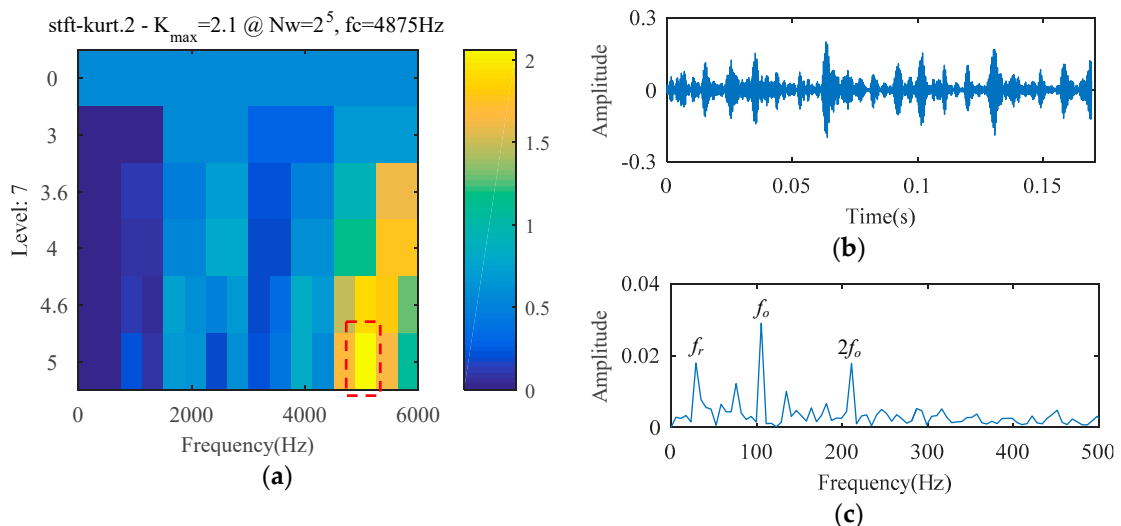 stft-kurt.2 - Kmax=2.1 @ Nw=2^5, fc=4875Hz
Level: 7
0
3
3.6
4
4.6
5
0 2000 4000 6000
Frequency(Hz)
2
1.5
1
0.5
0
(a)
Amplitude
0.3
0
-0.3
0 0.05 0.1 0.15
Time(s)
(b)
Amplitude
0.04
0.02
0
fr
fo
2fo
0 100 200 300 400 500
Frequency(Hz)
(c)